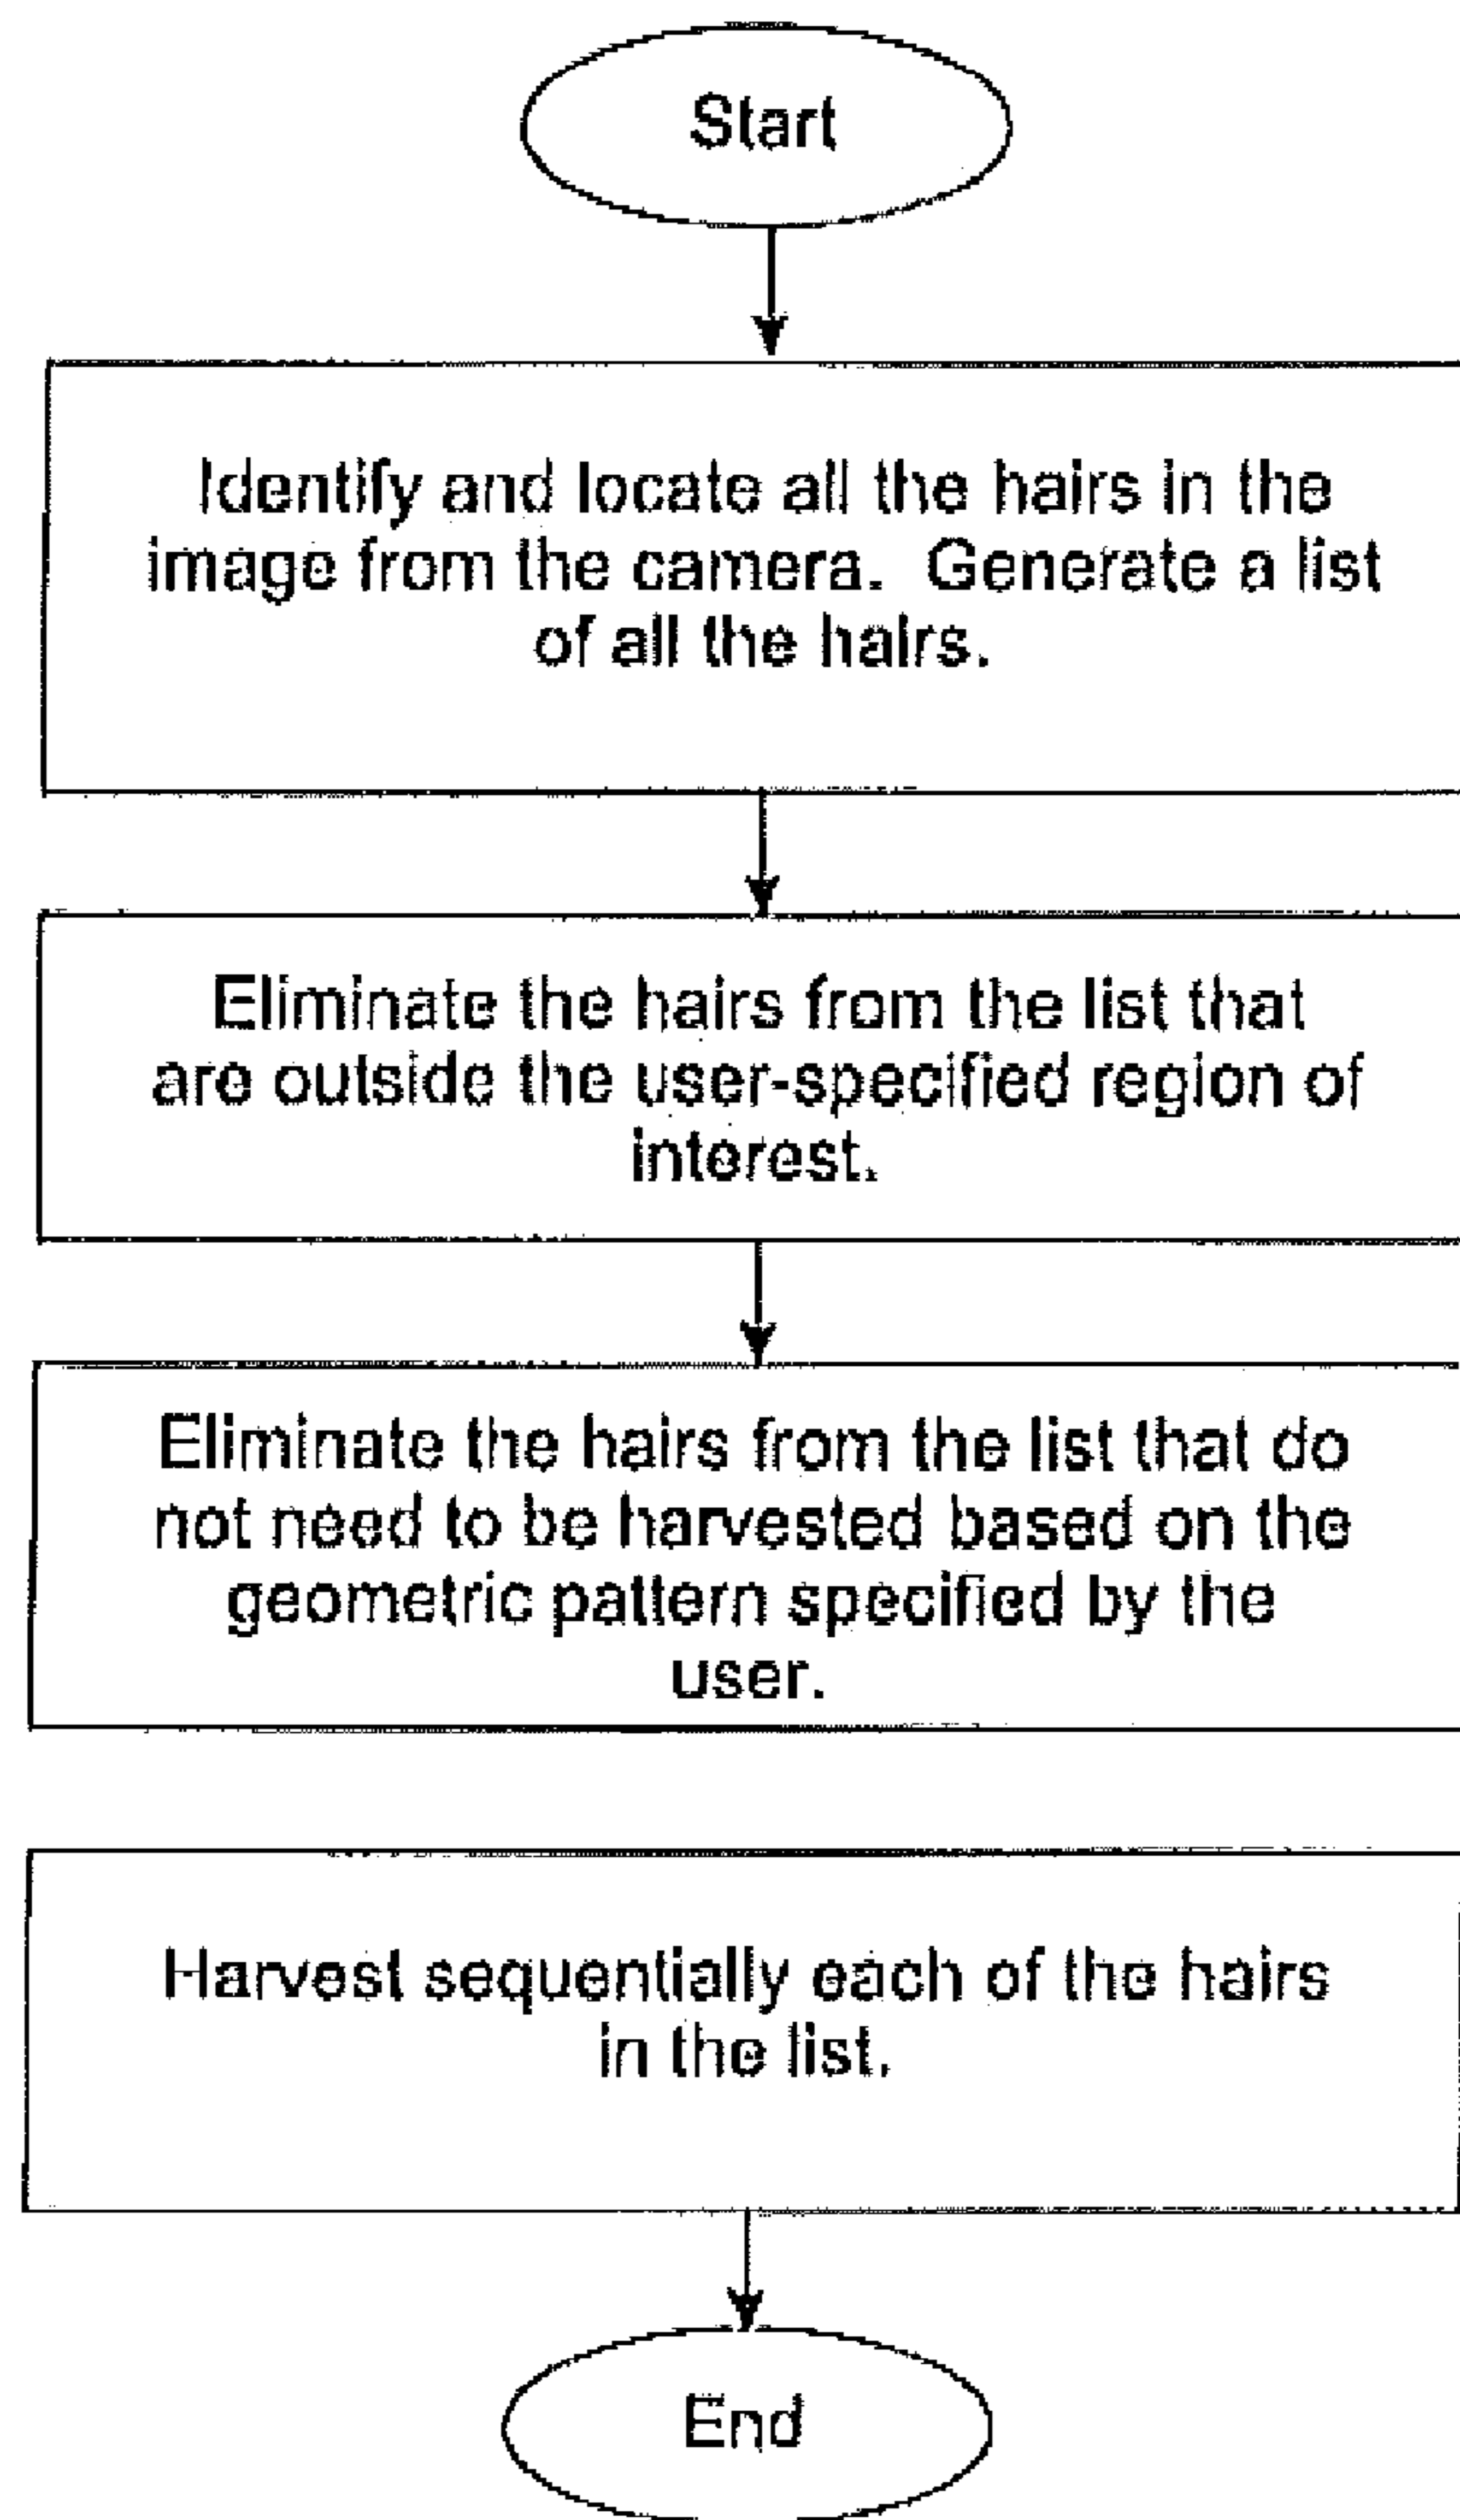 Start
Identify and locate all the hairs in the
image from the camera. Generate a list
of all the hairs.
Eliminate the hairs from the list that
are outside the user-specified region of
interest.
Eliminate the hairs from the list that do
not need to be harvested based on the
geometric pattern specified by the
user.
Harvest sequentially each of the hairs
in the list.
End